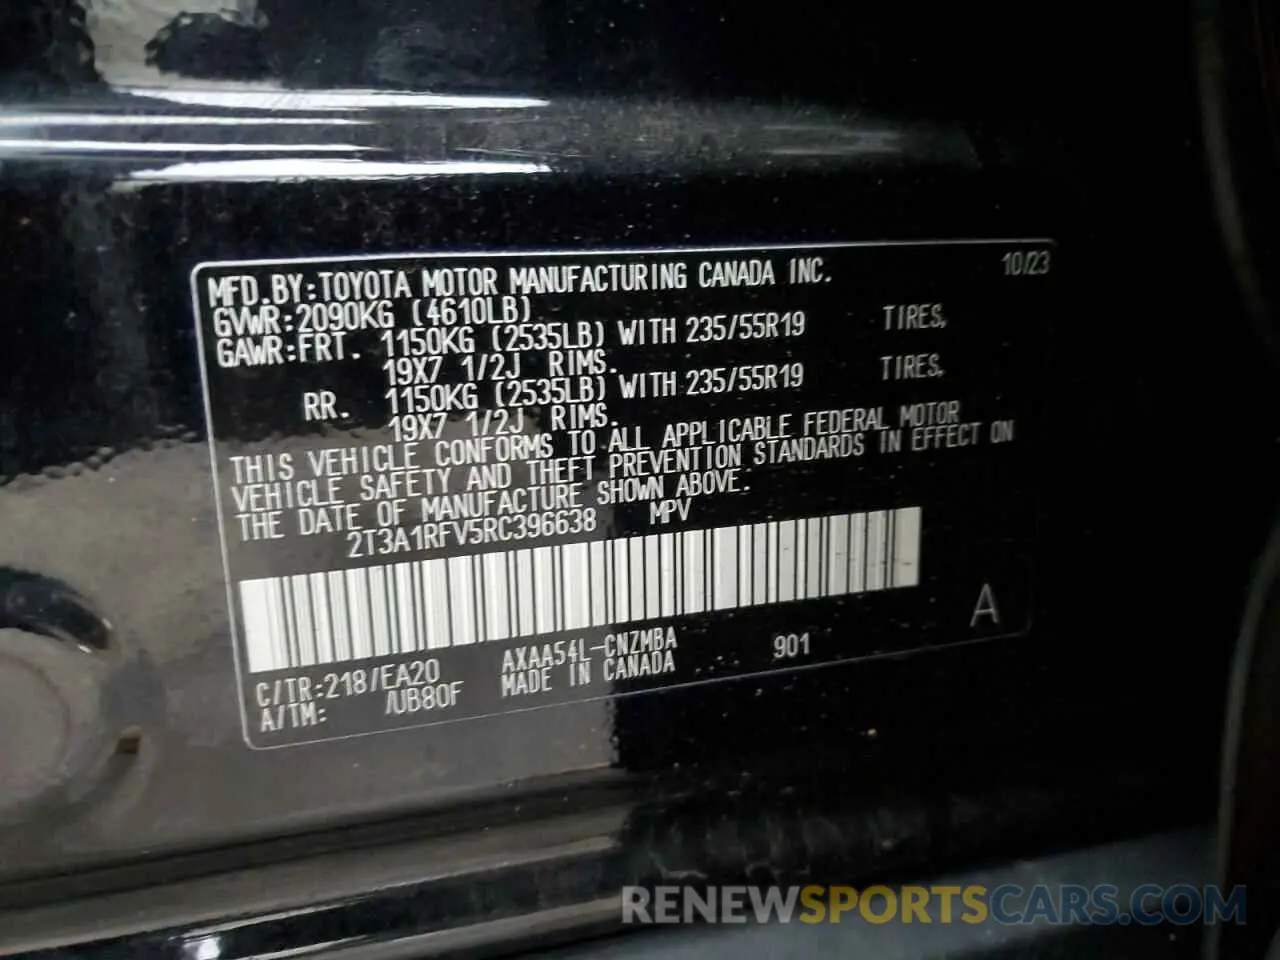 MFD.BY:TOYOTA MOTOR MANUFACTURING CANADA INC. 10/23
GVWR:2090KG (4610LB)
GAWR:FRT. 1150KG (2535LB) WITH 235/55R19 TIRES,
19X7 1/2J RIMS.
RR. 1150KG (2535LB) WITH 235/55R19 TIRES,
19X7 1/2J RIMS.
THIS VEHICLE CONFORMS TO ALL APPLICABLE FEDERAL MOTOR
VEHICLE SAFETY AND THEFT PREVENTION STANDARDS IN EFFECT ON
THE DATE OF MANUFACTURE SHOWN ABOVE.
2T3A1RFV5RC396638 MPV
A
C/TR:218/EA20 AXAA54L-CNZMBA 901
A/TM: /UB80F MADE IN CANADA
RENEWSPORTSCARS.COM